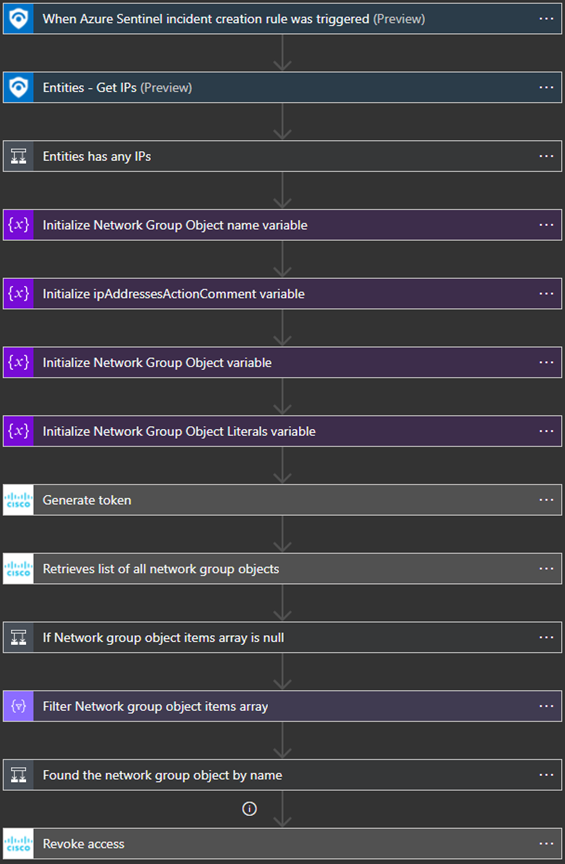 When Azure Sentinel incident creation rule was triggered (Preview) ...
Entities - Get IPs (Preview) ...
Entities has any IPs ...
{x} Initialize Network Group Object name variable ...
{x} Initialize ipAddressesActionComment variable ...
{x} Initialize Network Group Object variable ...
{x} Initialize Network Group Object Literals variable ...
CISCO Generate token ...
CISCO Retrieves list of all network group objects ...
If Network group object items array is null ...
Filter Network group object items array ...
Found the network group object by name ...
CISCO Revoke access ...